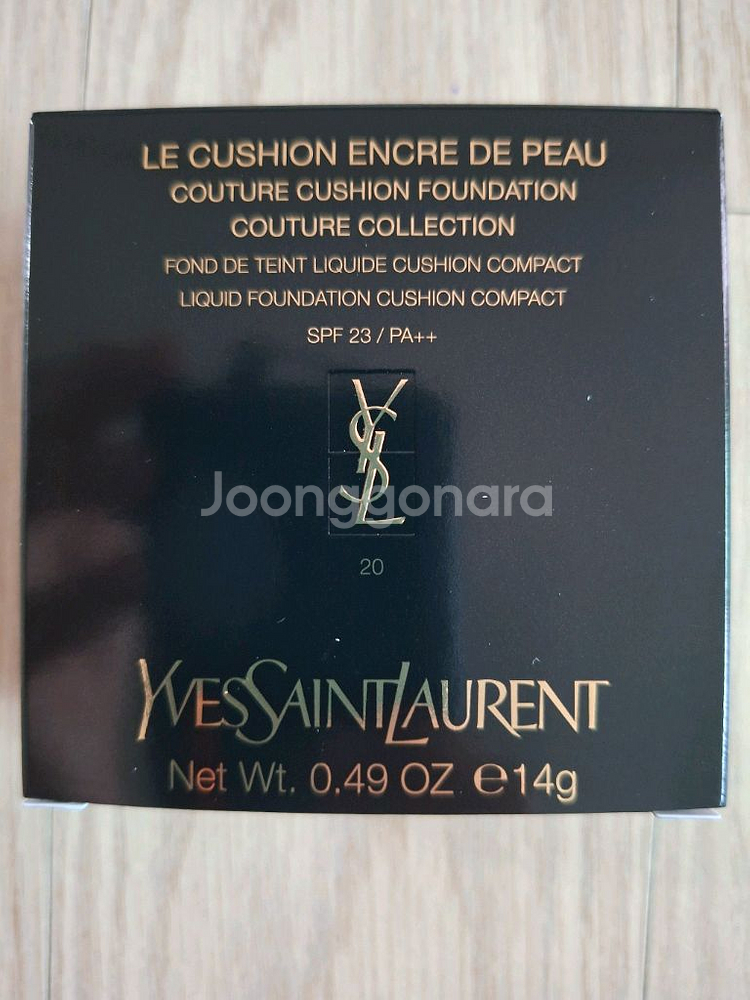 LE CUSHION ENCRE DE PEAU
COUTURE CUSHION FOUNDATION
COUTURE COLLECTION
FOND DE TEINT LIQUIDE CUSHION COMPACT
LIQUID FOUNDATION CUSHION COMPACT
SPF 23 / PA++
YSL
Joonggonara
20
YVESSAINTLAURENT
Net Wt. 0.49 OZ ℮14g